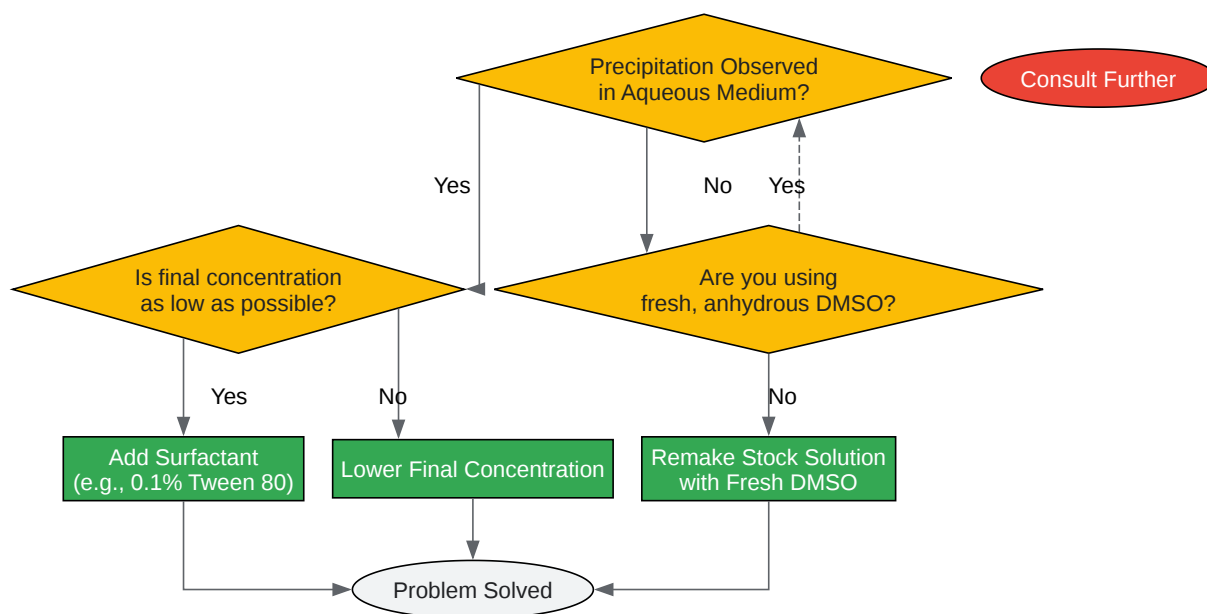 Precipitation Observed
in Aqueous Medium?
Consult Further
Yes
No
Yes
Is final concentration
as low as possible?
Are you using
fresh, anhydrous DMSO?
Yes
No
No
Add Surfactant
(e.g., 0.1% Tween 80)
Lower Final Concentration
Remake Stock Solution
with Fresh DMSO
Problem Solved